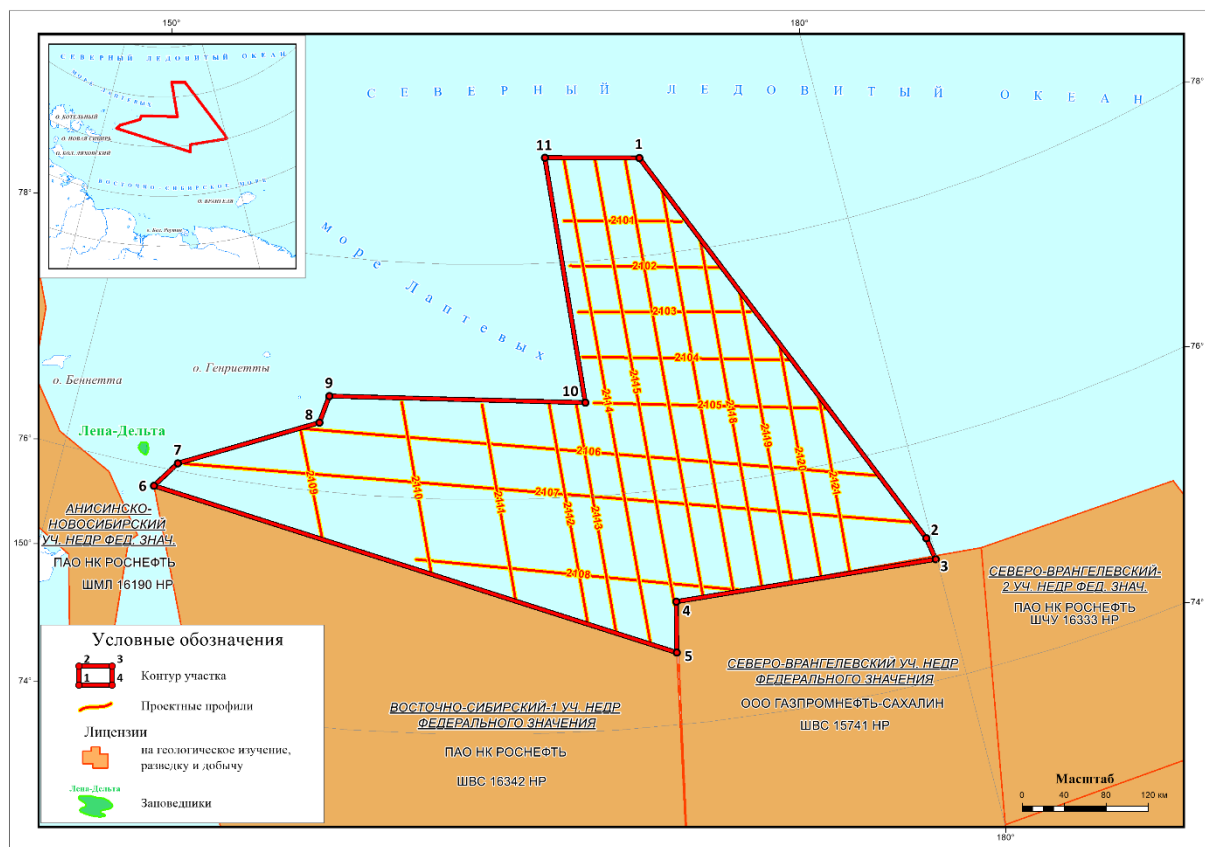 150°
180°
СЕВЕРНЫЙ ЛЕДОВИТЫЙ ОКЕАН
МОРЕ ЛАПТЕВЫХ
о. КОТЕЛЬНЫЙ
о. НОВАЯ СИБИРЬ
ВОСТОЧНО СИБИРСКОЕ МОРЕ
о. ВРАНГЕЛЯ
78°
СЕВЕРНЫЙ ЛЕДОВИТЫЙ ОКЕАН
11
1
78°
2101
море Лаптевых
2102
2103
76°
2104
о. Генриетты
о. Беннетта
9
10
2114
2115
2105
2118
8
Лена-Дельта
76°
2106
2119
2120
2121
7
6
2109
2110
2107
2111
2112
2113
АНИСИНСКО-
НОВОСИБИРСКИЙ
УЧ. НЕДР ФЕД. ЗНАЧ.
ПАО НК РОСНЕФТЬ
ШМЛ 16190 НР
150°
2
3
2108
СЕВЕРО-ВРАНГЕЛЕВСКИЙ-
2 УЧ. НЕДР ФЕД. ЗНАЧ.
ПАО НК РОСНЕФТЬ
ШЧУ 16333 НР
74°
4
5
Условные обозначения
2 3
1 4
Контур участка
Проектные профили
Лицензии
на геологическое изучение,
разведку и добычу
Лена-Дельта
Заповедники
74°
СЕВЕРО-ВРАНГЕЛЕВСКИЙ УЧ. НЕДР
ФЕДЕРАЛЬНОГО ЗНАЧЕНИЯ
ООО ГАЗПРОМНЕФТЬ-САХАЛИН
ШВС 15741 НР
ВОСТОЧНО-СИБИРСКИЙ-1 УЧ. НЕДР
ФЕДЕРАЛЬНОГО ЗНАЧЕНИЯ
ПАО НК РОСНЕФТЬ
ШВС 16342 НР
Масштаб
0 40 80 120 км
180°